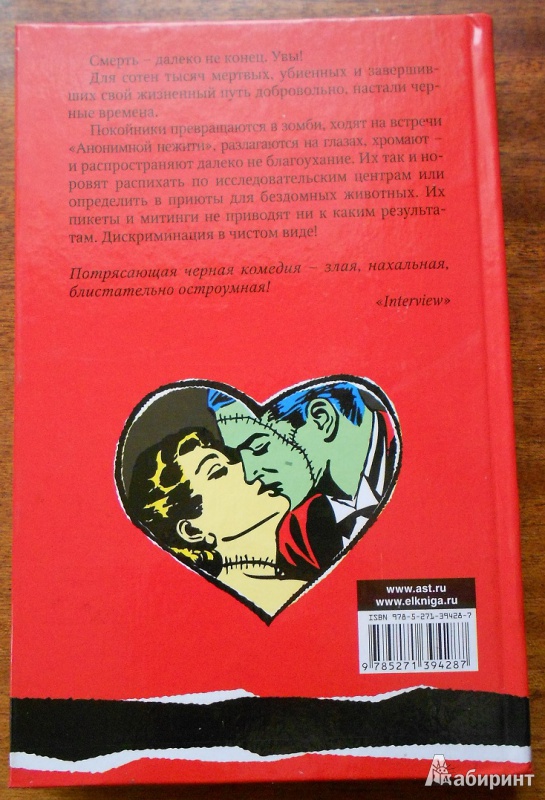 Смерть – далеко не конец. Увы!
Для сотен тысяч мертвых, убиенных и завершив-
ших свой жизненный путь добровольно, настали чер-
ные времена.
Покойники превращаются в зомби, ходят на встречи
«Анонимной нежити», разлагаются на глазах, хромают –
и распространяют далеко не благоухание. Их так и но-
ровят распихать по исследовательским центрам или
определить в приюты для бездомных животных. Их
пикеты и митинги не приводят ни к каким результа-
там. Дискриминация в чистом виде!
Потрясающая черная комедия – злая, нахальная,
блистательно остроумная!
«Interview»
www.ast.ru
www.elkniga.ru
ISBN 978-5-271-39428-7
9 785271 394287
Лабиринт